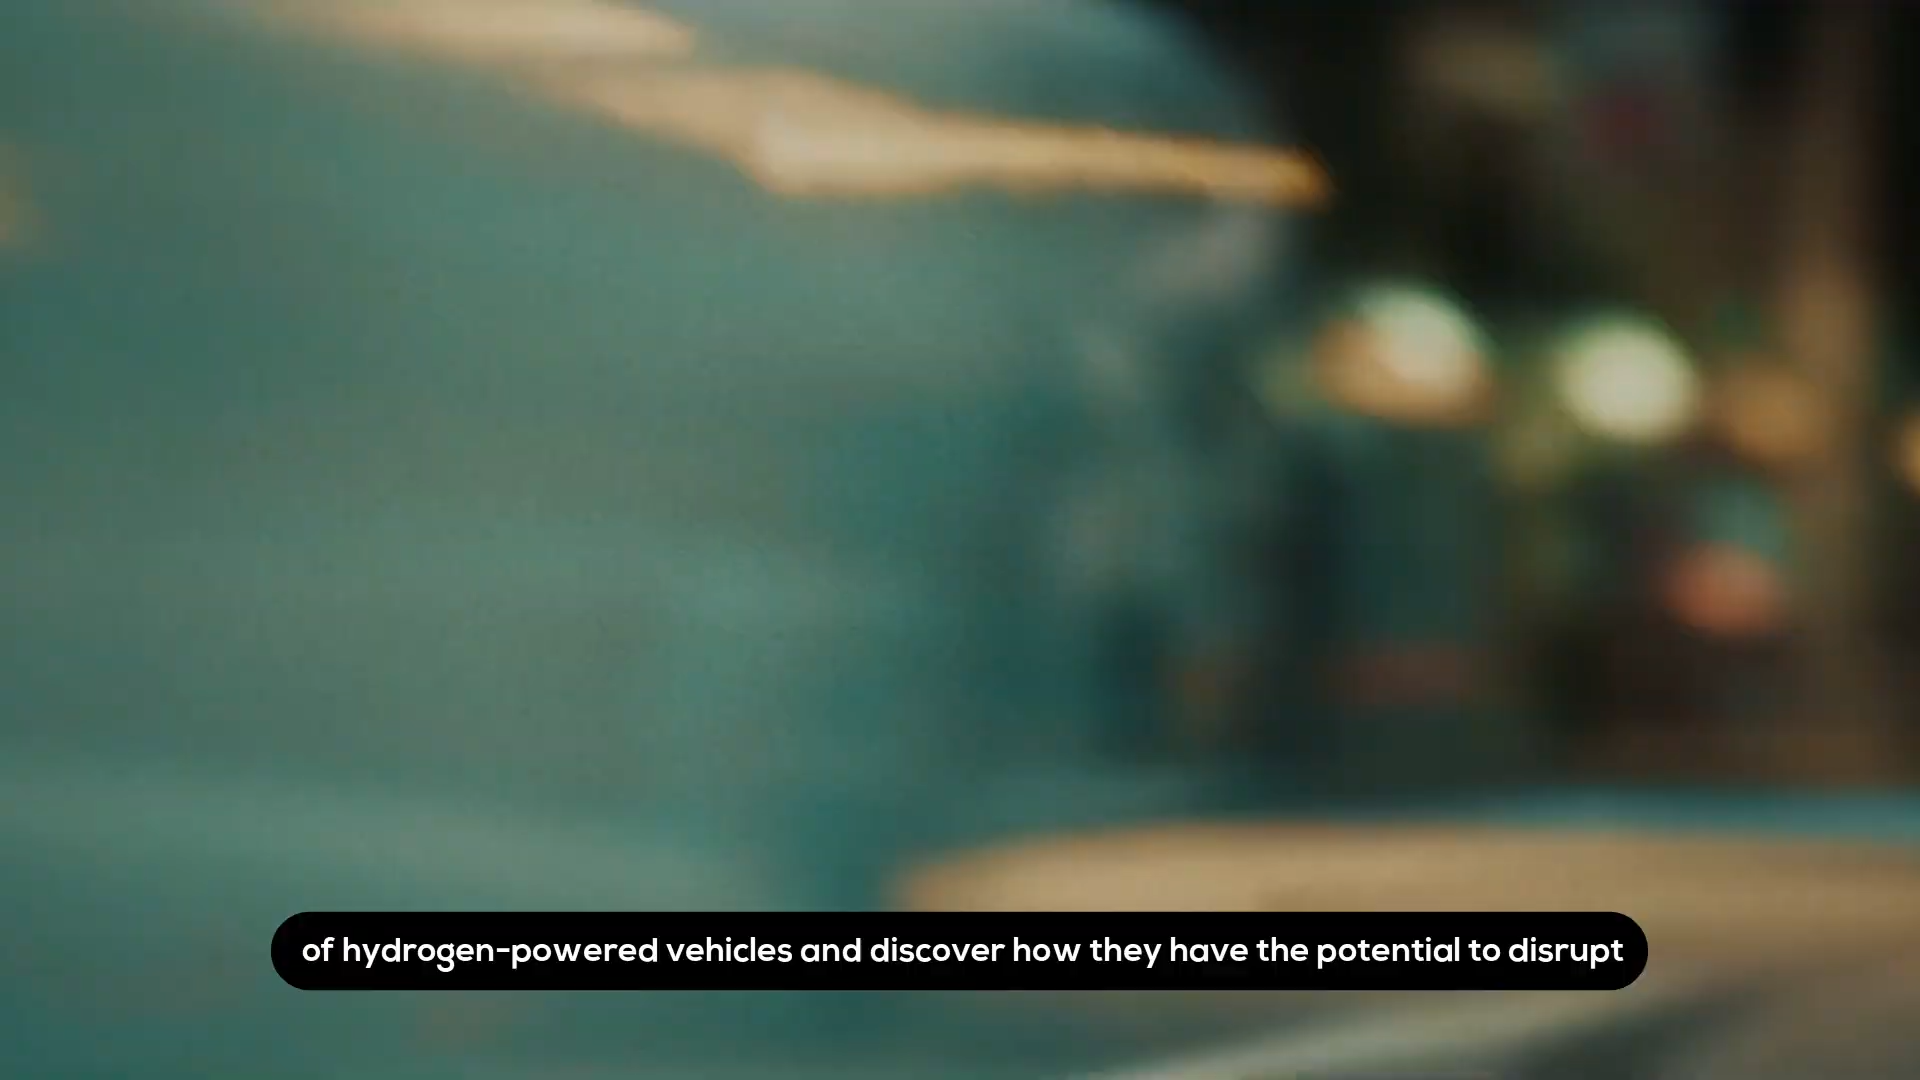 of hydrogen-powered vehicles and discover how they have the potential to disrupt